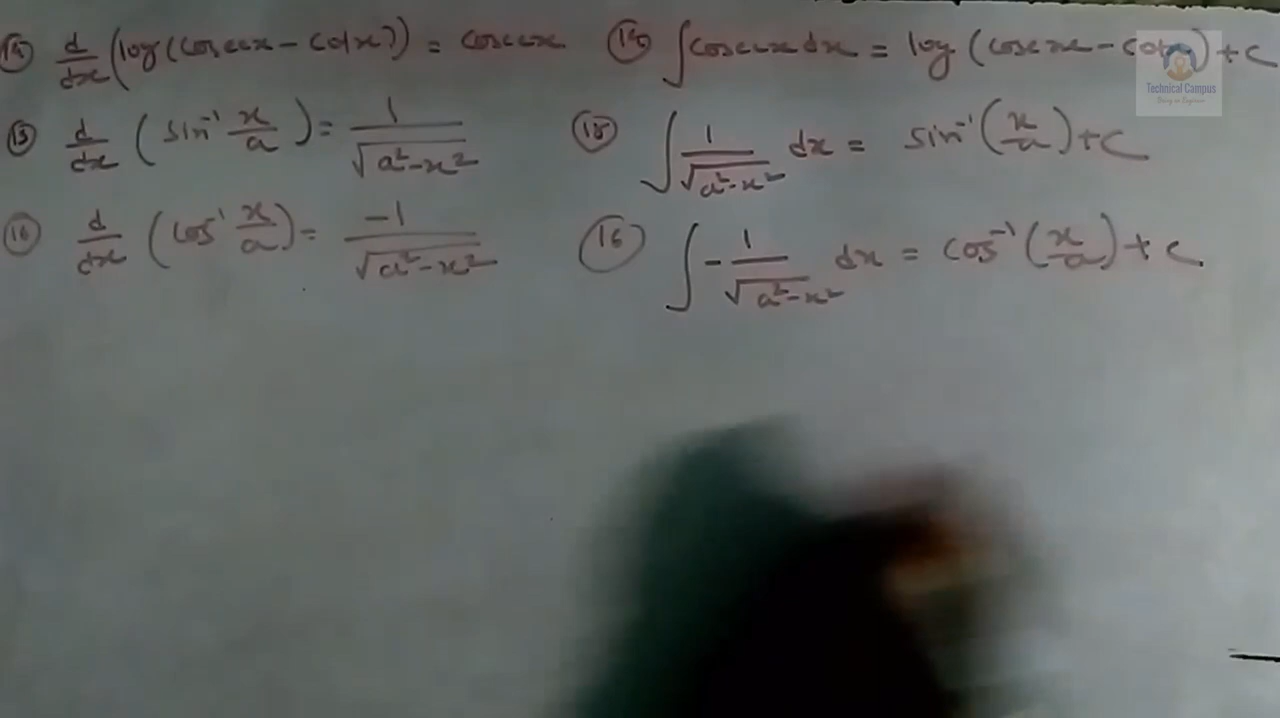 ⑭ d/dx (log(cosecx - cotx)) = cosecx ⑭ ∫cosecx dx = log (cosecx - cotx) + C
⑮ d/dx (sin⁻¹ x/a) = 1/√(a²-x²) ⑮ ∫ 1/√(a²-x²) dx = sin⁻¹(x/a) + C
⑯ d/dx (cos⁻¹ x/a) = -1/√(a²-x²) ⑯ ∫ -1/√(a²-x²) dx = cos⁻¹(x/a) + C
Technical Campus